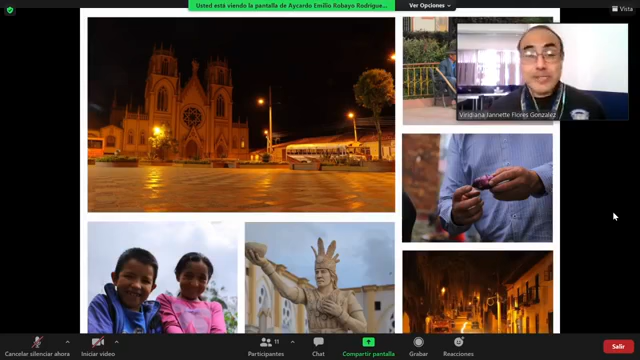 Usted está viendo la pantalla de Aycardo Emilio Robayo Rodrigue...
Ver Opciones
Vista
Viridiana Jannette Flores Gonzalez
Cancelar silenciar ahora
Iniciar video
Participantes
11
Chat
Compartir pantalla
Grabar
Reacciones
Salir